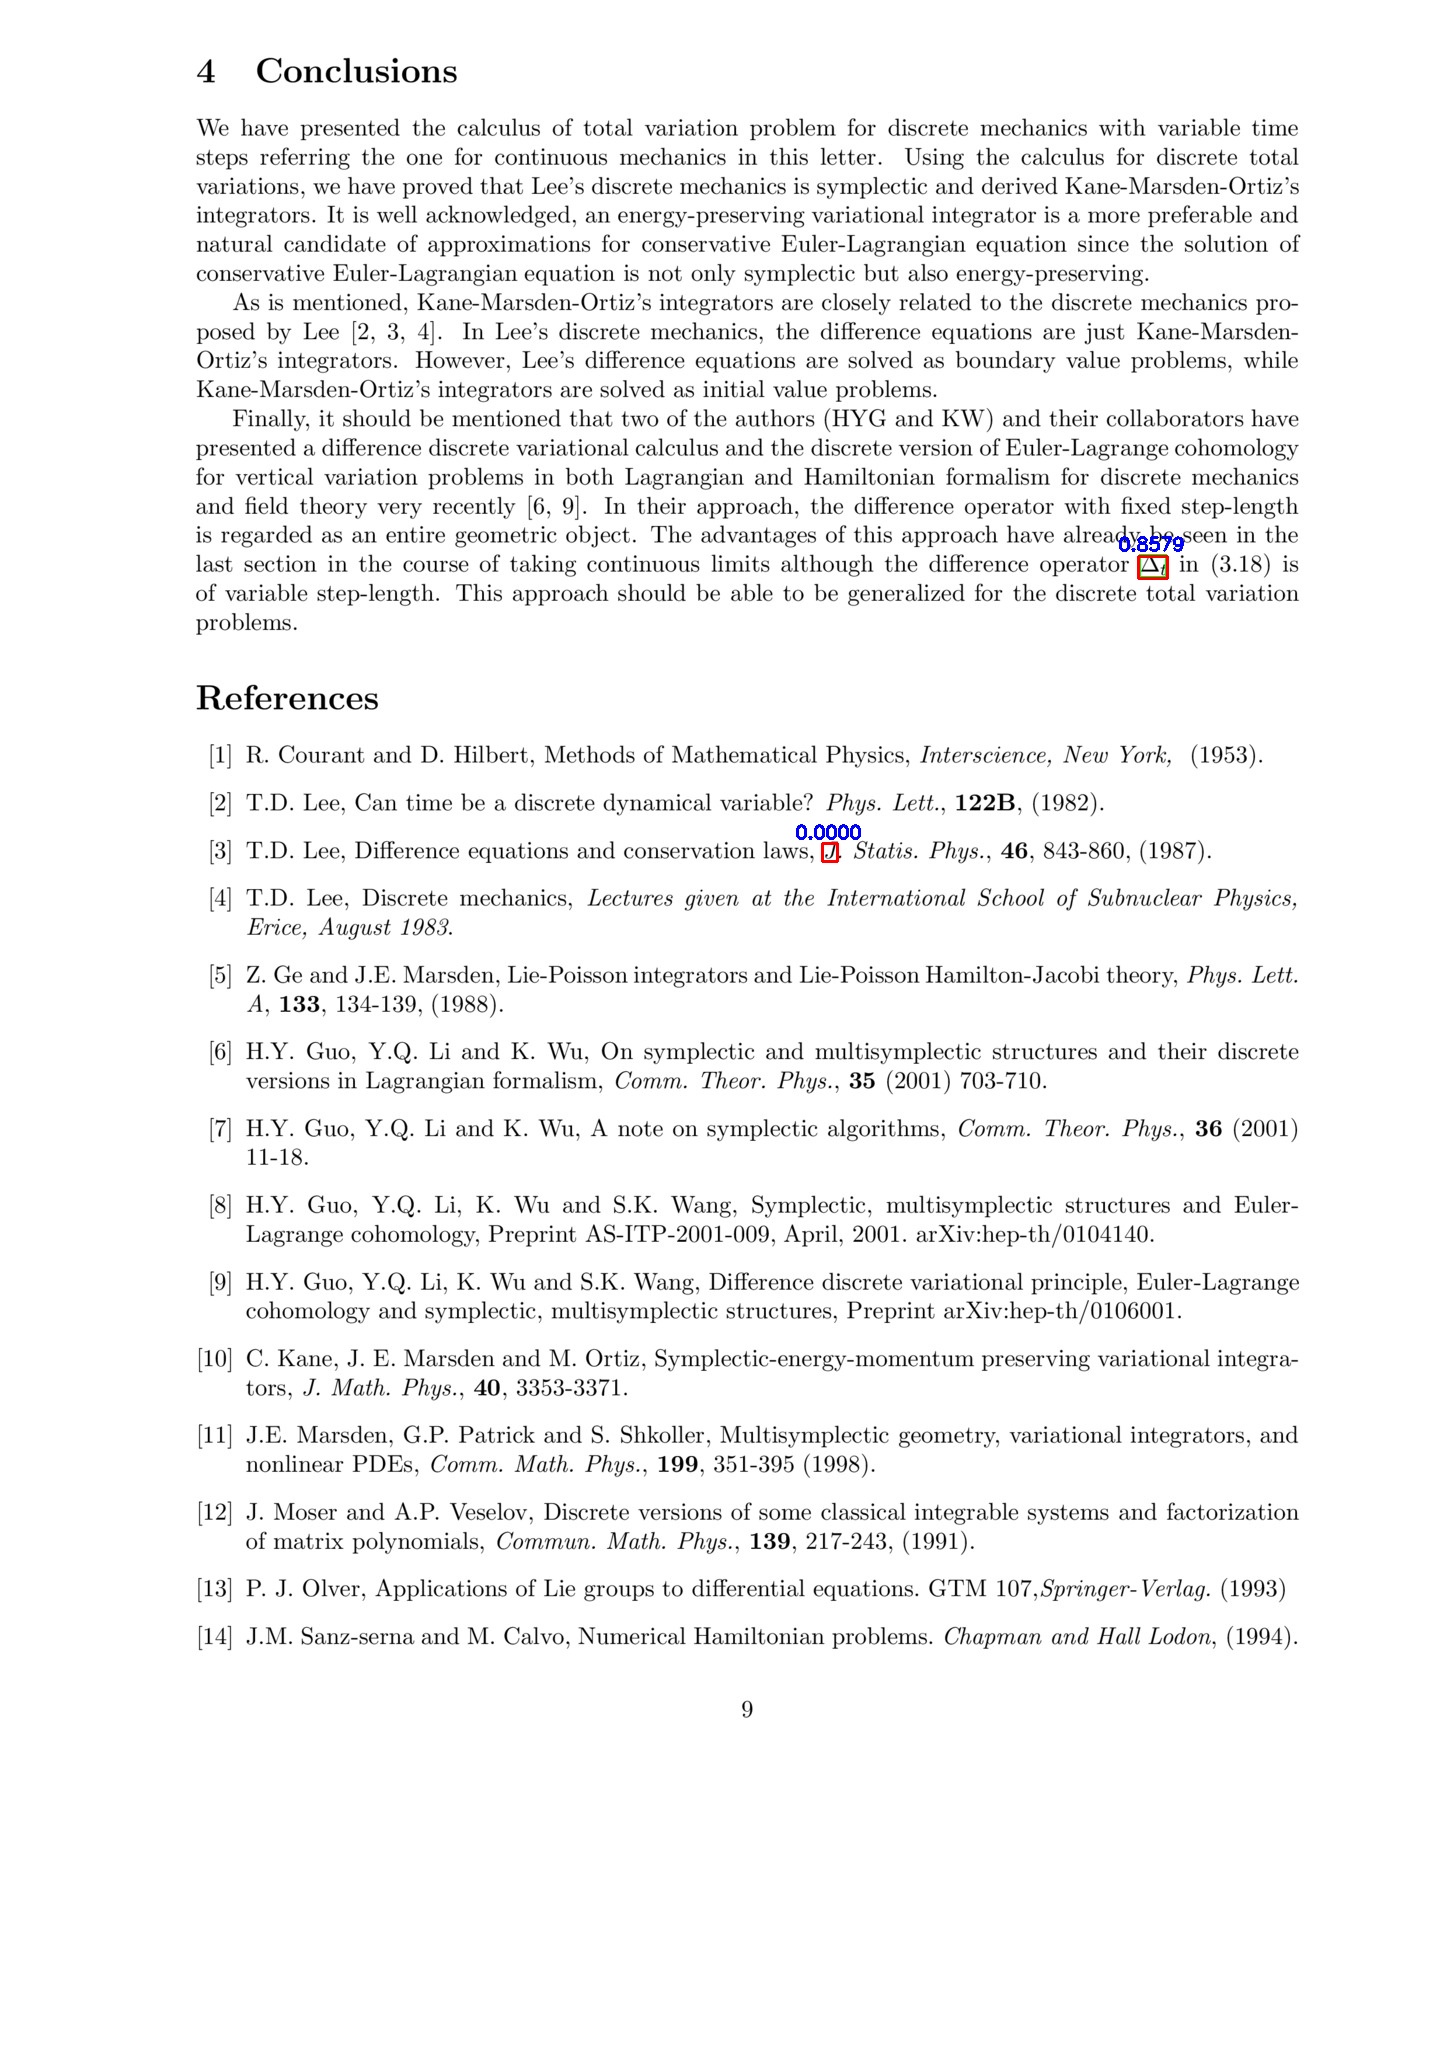 4 Conclusions
We have presented the calculus of total variation problem for discrete mechanics with variable time
steps referring the one for continuous mechanics in this letter. Using the calculus for discrete total
variations, we have proved that Lee's discrete mechanics is symplectic and derived Kane-Marsden-Ortiz's
integrators. It is well acknowledged, an energy-preserving variational integrator is a more preferable and
natural candidate of approximations for conservative Euler-Lagrangian equation since the solution of
conservative Euler-Lagrangian equation is not only symplectic but also energy-preserving.
As is mentioned, Kane-Marsden-Ortiz's integrators are closely related to the discrete mechanics pro-
posed by Lee [2, 3, 4]. In Lee's discrete mechanics, the difference equations are just Kane-Marsden-
Ortiz's integrators. However, Lee's difference equations are solved as boundary value problems, while
Kane-Marsden-Ortiz's integrators are solved as initial value problems.
Finally, it should be mentioned that two of the authors (HYG and KW) and their collaborators have
presented a difference discrete variational calculus and the discrete version of Euler-Lagrange cohomology
for vertical variation problems in both Lagrangian and Hamiltonian formalism for discrete mechanics
and field theory very recently [6, 9]. In their approach, the difference operator with fixed step-length
is regarded as an entire geometric object. The advantages of this approach have already be seen in the
0.8579
last section in the course of taking continuous limits although the difference operator Δt in (3.18) is
of variable step-length. This approach should be able to be generalized for the discrete total variation
problems.
References
[1] R. Courant and D. Hilbert, Methods of Mathematical Physics, Interscience, New York, (1953).
[2] T.D. Lee, Can time be a discrete dynamical variable? Phys. Lett., 122B, (1982).
0.0000
[3] T.D. Lee, Difference equations and conservation laws, J. Statis. Phys., 46, 843-860, (1987).
[4] T.D. Lee, Discrete mechanics, Lectures given at the International School of Subnuclear Physics,
Erice, August 1983.
[5] Z. Ge and J.E. Marsden, Lie-Poisson integrators and Lie-Poisson Hamilton-Jacobi theory, Phys. Lett.
A, 133, 134-139, (1988).
[6] H.Y. Guo, Y.Q. Li and K. Wu, On symplectic and multisymplectic structures and their discrete
versions in Lagrangian formalism, Comm. Theor. Phys., 35 (2001) 703-710.
[7] H.Y. Guo, Y.Q. Li and K. Wu, A note on symplectic algorithms, Comm. Theor. Phys., 36 (2001)
11-18.
[8] H.Y. Guo, Y.Q. Li, K. Wu and S.K. Wang, Symplectic, multisymplectic structures and Euler-
Lagrange cohomology, Preprint AS-ITP-2001-009, April, 2001. arXiv:hep-th/0104140.
[9] H.Y. Guo, Y.Q. Li, K. Wu and S.K. Wang, Difference discrete variational principle, Euler-Lagrange
cohomology and symplectic, multisymplectic structures, Preprint arXiv:hep-th/0106001.
[10] C. Kane, J. E. Marsden and M. Ortiz, Symplectic-energy-momentum preserving variational integra-
tors, J. Math. Phys., 40, 3353-3371.
[11] J.E. Marsden, G.P. Patrick and S. Shkoller, Multisymplectic geometry, variational integrators, and
nonlinear PDEs, Comm. Math. Phys., 199, 351-395 (1998).
[12] J. Moser and A.P. Veselov, Discrete versions of some classical integrable systems and factorization
of matrix polynomials, Commun. Math. Phys., 139, 217-243, (1991).
[13] P. J. Olver, Applications of Lie groups to differential equations. GTM 107,Springer-Verlag. (1993)
[14] J.M. Sanz-serna and M. Calvo, Numerical Hamiltonian problems. Chapman and Hall Lodon, (1994).
9